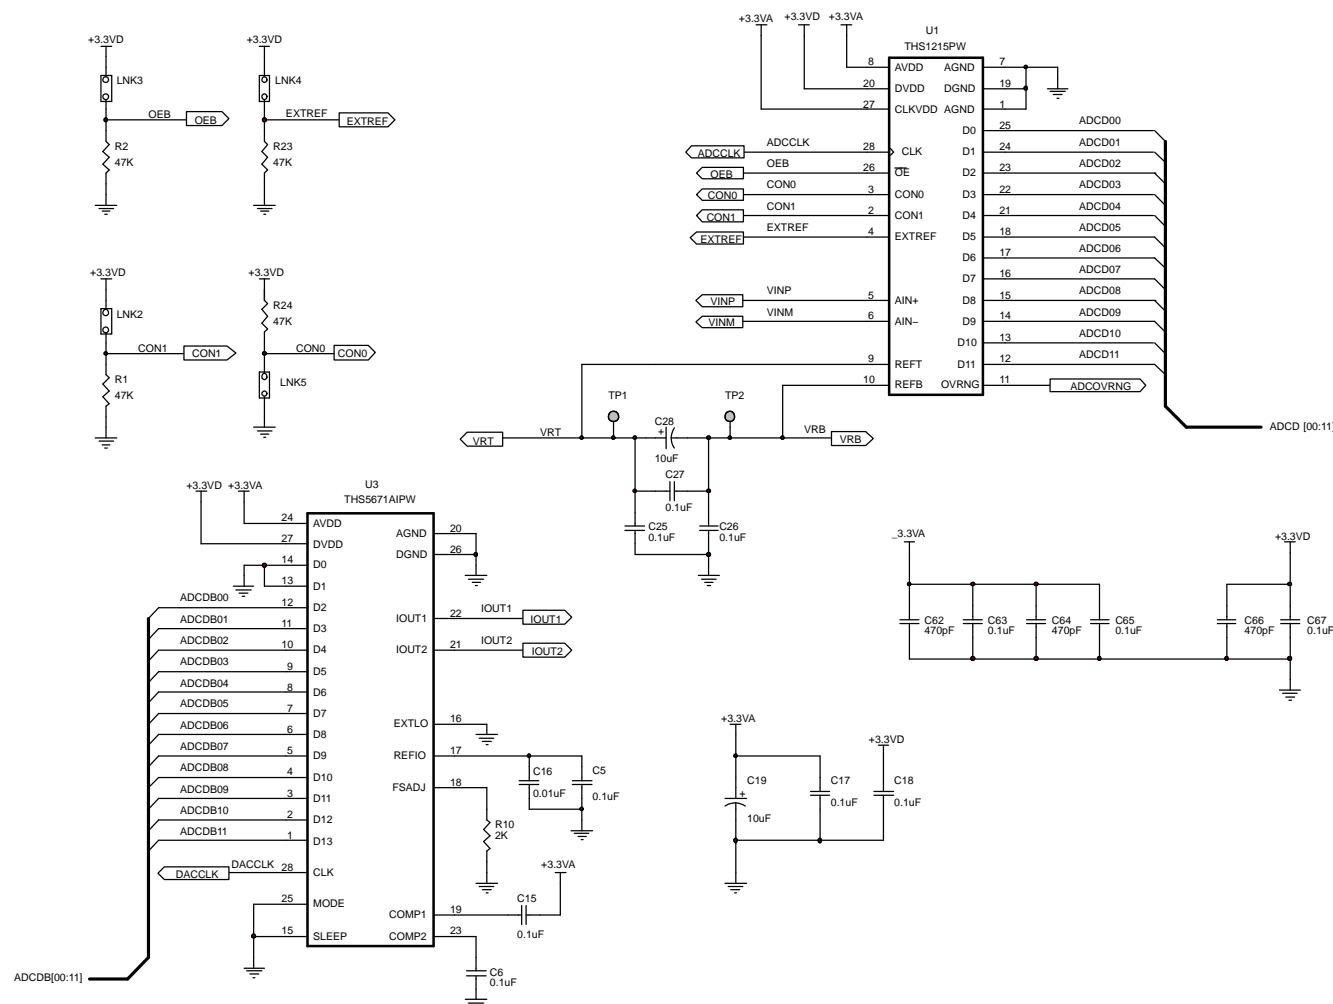 +3.3VD
LNK3
OEB
OEB
R2
47K
+3.3VD
LNK4
EXTREF
EXTREF
R23
47K
+3.3VD
LNK2
CON1
CON1
R1
47K
+3.3VD
R24
47K
CON0
CON0
LNK5
+3.3VA
+3.3VD
+3.3VA
U1
THS1215PW
8
AVDD
20
DVDD
27
CLKVDD
ADCCLK
ADCCLK
28
CLK
OEB
OEB
26
OE
CON0
CON0
3
CON0
CON1
CON1
2
CON1
EXTREF
EXTREF
4
EXTREF
VINP
VINP
5
AIN+
VINM
VINM
6
AIN–
9
REFT
10
REFB
AGND
7
DGND
19
AGND
1
D0
25
ADCD00
D1
24
ADCD01
D2
23
ADCD02
D3
22
ADCD03
D4
21
ADCD04
D5
18
ADCD05
D6
17
ADCD06
D7
16
ADCD07
D8
15
ADCD08
D9
14
ADCD09
D10
13
ADCD10
D11
12
ADCD11
OVRNG
11
ADCOVRNG
ADCD [00:11]
TP1
TP2
VRT
VRT
C28
+
10uF
VRB
VRB
C27
0.1uF
C25
0.1uF
C26
0.1uF
+3.3VD
+3.3VA
U3
THS5671AIPW
24
AVDD
27
DVDD
14
D0
13
D1
ADCDB00
12
D2
ADCDB01
11
D3
ADCDB02
10
D4
ADCDB03
9
D5
ADCDB04
8
D6
ADCDB05
7
D7
ADCDB06
6
D8
ADCDB07
5
D9
ADCDB08
4
D10
ADCDB09
3
D11
ADCDB10
2
D12
ADCDB11
1
D13
DACCLK
DACCLK
28
CLK
25
MODE
15
SLEEP
ADCDB[00:11]
AGND
20
DGND
26
IOUT1
22
IOUT1
IOUT1
IOUT2
21
IOUT2
IOUT2
EXTLO
16
REFIO
17
C16
0.01uF
C5
0.1uF
FSADJ
18
R10
2K
+3.3VA
COMP1
19
C15
0.1uF
COMP2
23
C6
0.1uF
_3.3VA
C62
470pF
C63
0.1uF
C64
470pF
C65
0.1uF
+3.3VD
C66
470pF
C67
0.1uF
+3.3VA
C19
+
10uF
C17
0.1uF
+3.3VD
C18
0.1uF